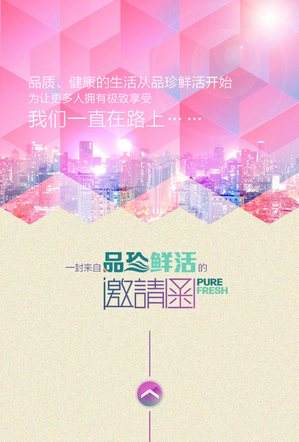 品质、健康的生活从品珍鲜活开始
为让更多人拥有极致享受
我们一直在路上……
一封来自品珍鲜活的
邀請函
PURE
FRESH